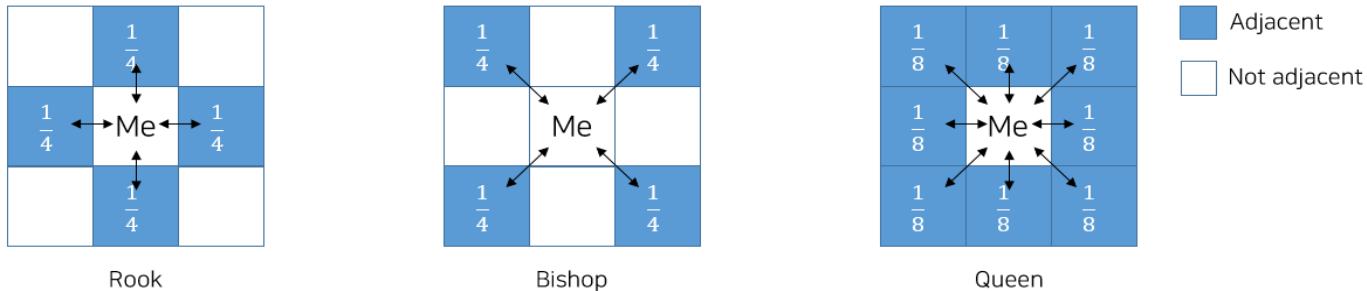 1/4
1/4 Me 1/4
1/4
Rook
1/4 1/4
Me
1/4 1/4
Bishop
1/8 1/8 1/8
1/8 Me 1/8
1/8 1/8 1/8
Queen
Adjacent
Not adjacent